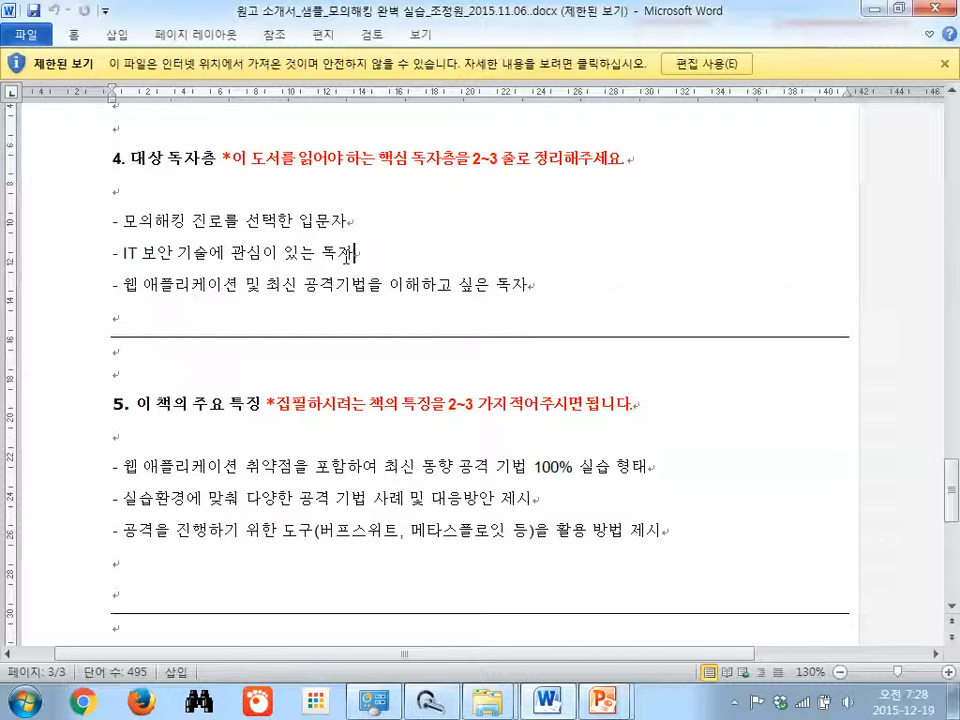 원고 소개서_샘플_모의해킹 완벽 실습_조정원_2015.11.06..docx (제한된 보기) - Microsoft Word
파일 홈 삽입 페이지 레이아웃 참조 편지 검토 보기
제한된 보기 이 파일은 인터넷 위치에서 가져온 것이며 안전하지 않을 수 있습니다. 자세한 내용을 보려면 클릭하십시오. 편집 사용(E)
4. 대상 독자층 *이 도서를 읽어야 하는 핵심 독자층을 2~3 줄로 정리해주세요.
- 모의해킹 진로를 선택한 입문자
- IT 보안 기술에 관심이 있는 독자
- 웹 애플리케이션 및 최신 공격기법을 이해하고 싶은 독자
5. 이 책의 주요 특징 *집필하시려는 책의 특징을 2~3 가지 적어주시면 됩니다.
- 웹 애플리케이션 취약점을 포함하여 최신 동향 공격 기법 100% 실습 형태
- 실습환경에 맞춰 다양한 공격 기법 사례 및 대응방안 제시
- 공격을 진행하기 위한 도구(버프스위트, 메타스플로잇 등)을 활용 방법 제시
페이지: 3/3 단어 수: 495 삽입 130%
오전 7:28
2015-12-19